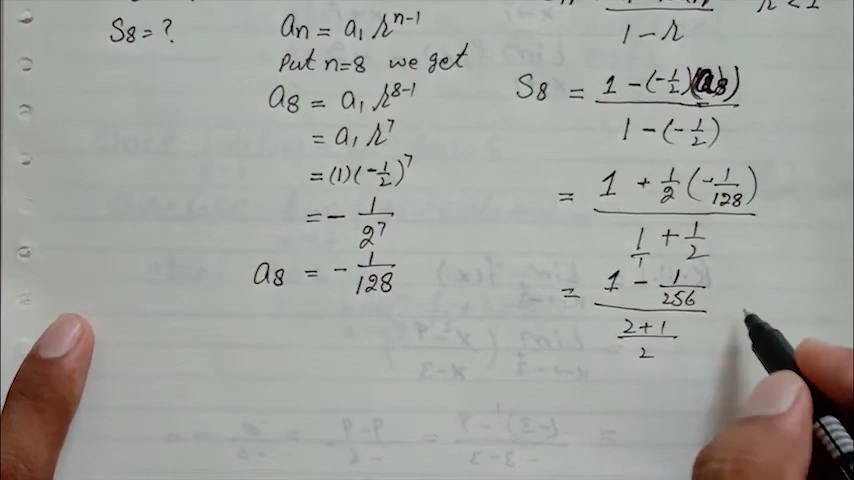 S8 = ?
an = a1 r^n-1
Put n=8 we get
a8 = a1 r^8-1
= a1 r^7
= (1)(-1/2)^7
= - 1/2^7
a8 = - 1/128
1 - r
r < 1
S8 = 1 - (-1/2)(a8) / 1 - (-1/2)
= 1 + 1/2 (-1/128) / 1/1 + 1/2
= 1 - 1/256 / 2+1/2